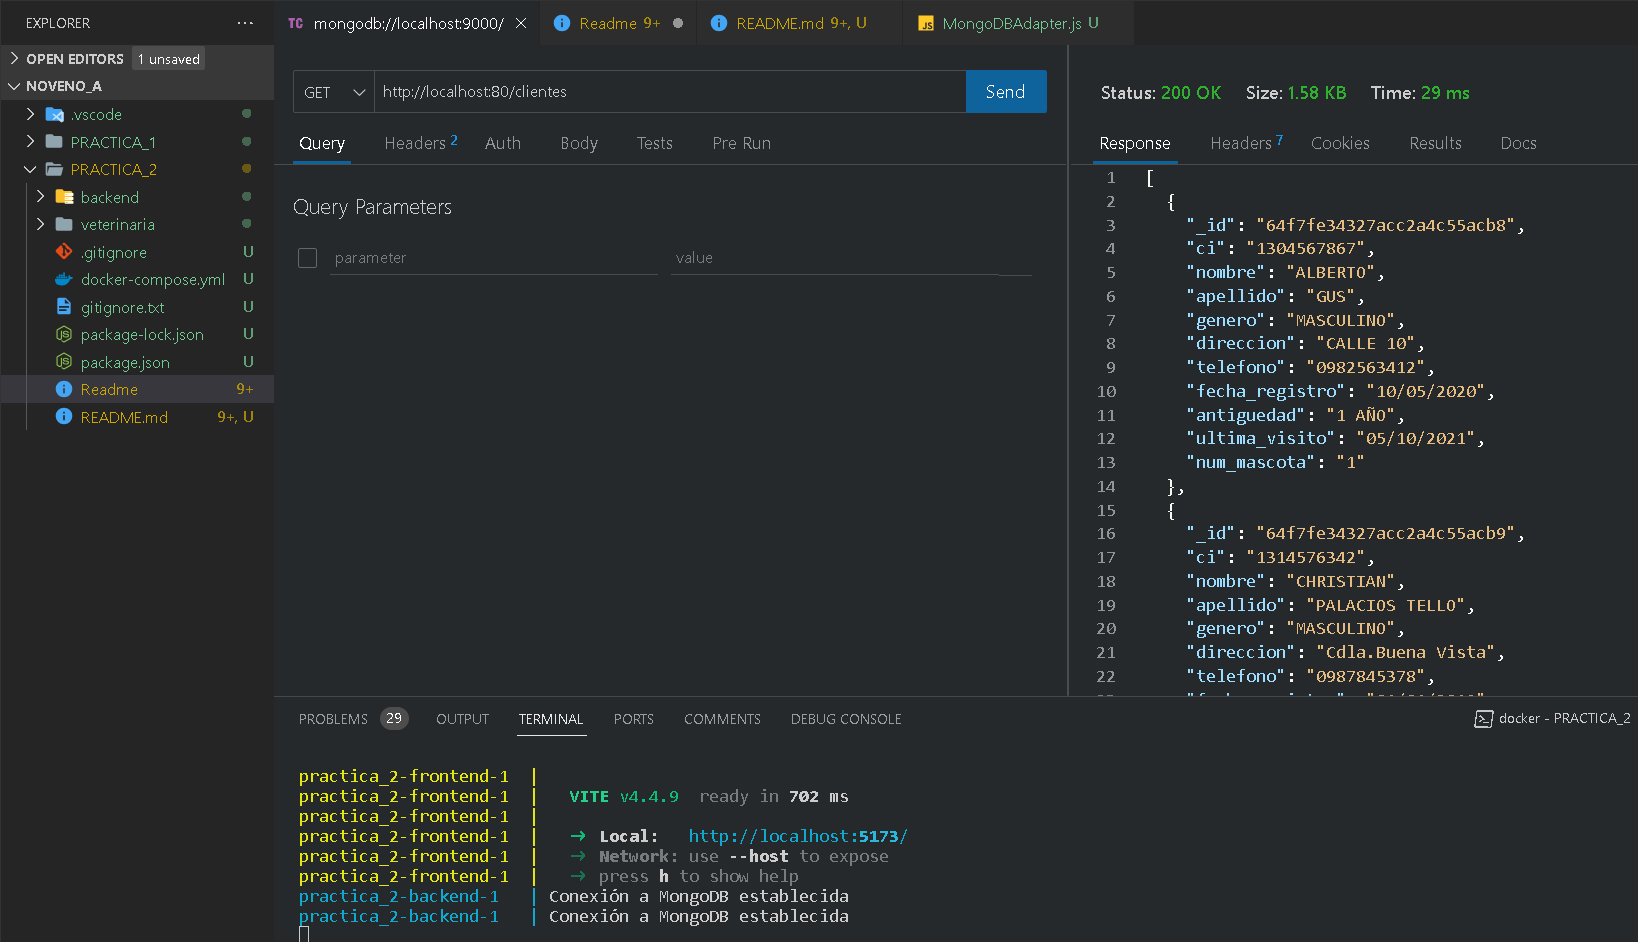 EXPLORER ···
OPEN EDITORS 1 unsaved
NOVENO_A
.vscode
PRACTICA_1
PRACTICA_2
backend
veterinaria
.gitignore U
docker-compose.yml U
gitignore.txt U
package-lock.json U
package.json U
Readme 9+
README.md 9+, U
TC mongodb://localhost:9000/ Readme 9+ README.md 9+, U JS MongoDBAdapter.js U
GET http://localhost:80/clientes Send
Query Headers 2 Auth Body Tests Pre Run
Query Parameters
parameter value
Status: 200 OK Size: 1.58 KB Time: 29 ms
Response Headers 7 Cookies Results Docs
1 [
2 {
3 "_id": "64f7fe34327acc2a4c55acb8",
4 "ci": "1304567867",
5 "nombre": "ALBERTO",
6 "apellido": "GUS",
7 "genero": "MASCULINO",
8 "direccion": "CALLE 10",
9 "telefono": "0982563412",
10 "fecha_registro": "10/05/2020",
11 "antiguedad": "1 AÑO",
12 "ultima_visito": "05/10/2021",
13 "num_mascota": "1"
14 },
15 {
16 "_id": "64f7fe34327acc2a4c55acb9",
17 "ci": "1314576342",
18 "nombre": "CHRISTIAN",
19 "apellido": "PALACIOS TELLO",
20 "genero": "MASCULINO",
21 "direccion": "Cdla.Buena Vista",
22 "telefono": "0987845378",
PROBLEMS 29 OUTPUT TERMINAL PORTS COMMENTS DEBUG CONSOLE docker - PRACTICA_2
practica_2-frontend-1 |
practica_2-frontend-1 | VITE v4.4.9 ready in 702 ms
practica_2-frontend-1 |
practica_2-frontend-1 | → Local: http://localhost:5173/
practica_2-frontend-1 | → Network: use --host to expose
practica_2-frontend-1 | → press h to show help
practica_2-backend-1 | Conexión a MongoDB establecida
practica_2-backend-1 | Conexión a MongoDB establecida